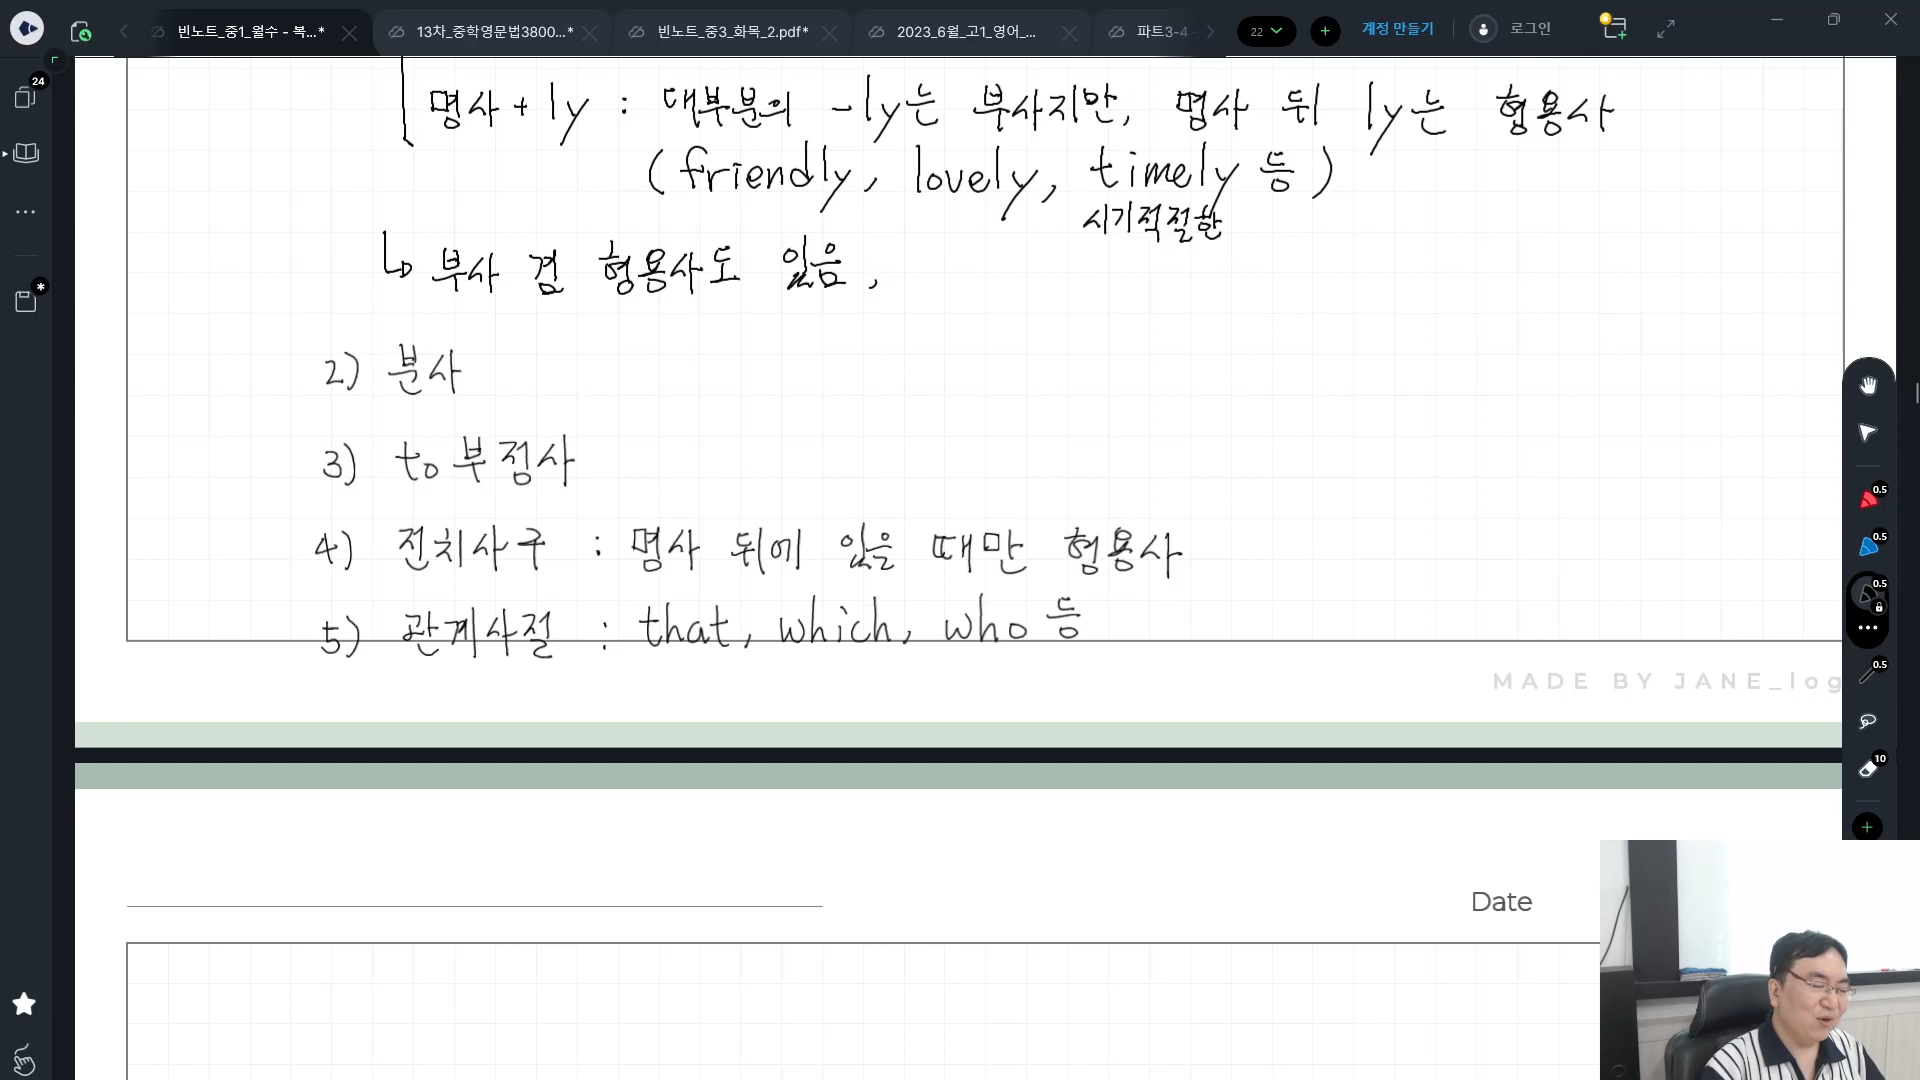 빈노트_중1_월수 - 복...*
13차_중학영문법3800...*
빈노트_중3_화목_2.pdf*
2023_6월_고1_영어_...
파트3-4 -
22
계정 만들기
로그인
24
명사 + ly : 대부분의 -ly는 부사지만, 명사 뒤 ly는 형용사
(friendly, lovely, timely 등)
시기적절한
↳ 부사 겸 형용사도 있음,
2) 분사
3) to 부정사
4) 전치사구 : 명사 뒤에 있을 때만 형용사
5) 관계사절 : that, which, who 등
0.5
0.5
0.5
0.5
10
MADE BY JANE_log
Date